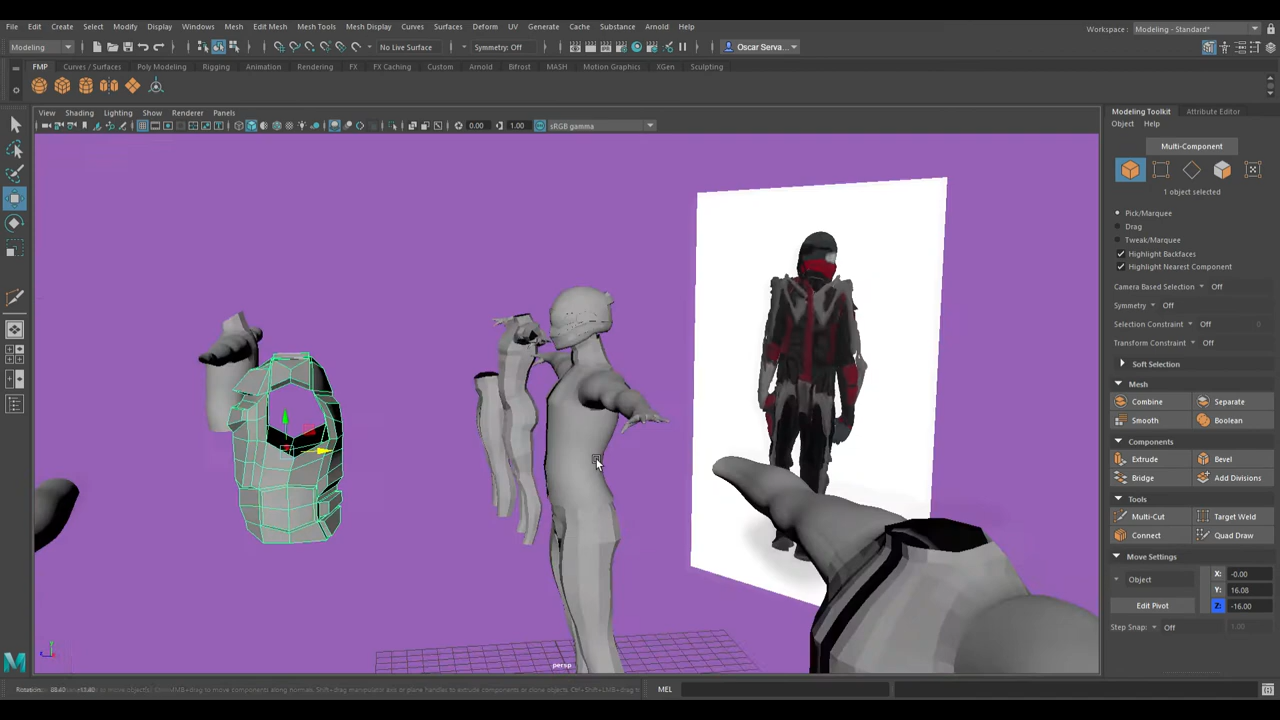 File Edit Create Select Modify Display Windows Mesh Edit Mesh Mesh Tools Mesh Display Curves Surfaces Deform UV Generate Cache Substance Arnold Help
Workspace : Modeling - Standard*
Modeling No Live Surface Symmetry: Off Oscar Serva...
FMP Curves / Surfaces Poly Modeling Rigging Animation Rendering FX FX Caching Custom Arnold Bifrost MASH Motion Graphics XGen Sculpting
View Shading Lighting Show Renderer Panels
0.00 1.00 sRGB gamma
persp
Modeling Toolkit Attribute Editor
Object Help
Multi-Component
1 object selected
Pick/Marquee
Drag
Tweak/Marquee
Highlight Backfaces
Highlight Nearest Component
Camera Based Selection Off
Symmetry Off
Selection Constraint Off 0
Transform Constraint Off
Soft Selection
Mesh
Combine Separate
Smooth Boolean
Components
Extrude Bevel
Bridge Add Divisions
Tools
Multi-Cut Target Weld
Connect Quad Draw
Move Settings
Object X: -0.00
Y: 16.08
Edit Pivot Z: -16.00
Step Snap: Off 1.00
MEL